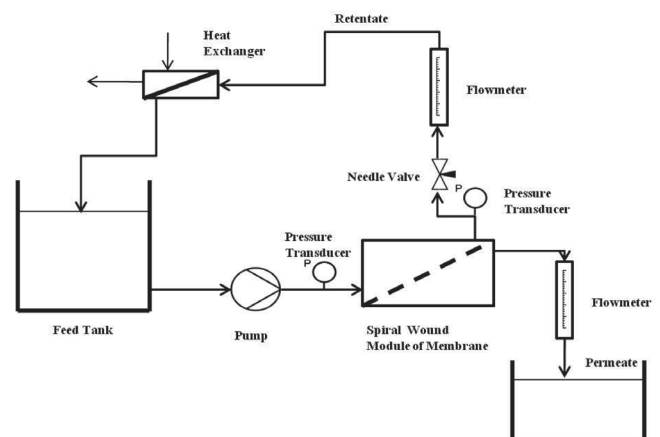 Retentate
Heat
Exchanger
Flowmeter
Needle Valve
P
Pressure
Transducer
Pressure
Transducer
P
Feed Tank
Pump
Spiral Wound
Module of Membrane
Flowmeter
Permeate